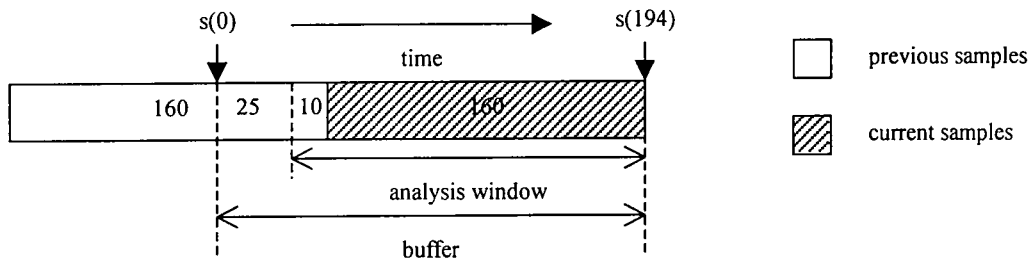 s(0)
s(194)
time
previous samples
160 25 10 160
current samples
analysis window
buffer